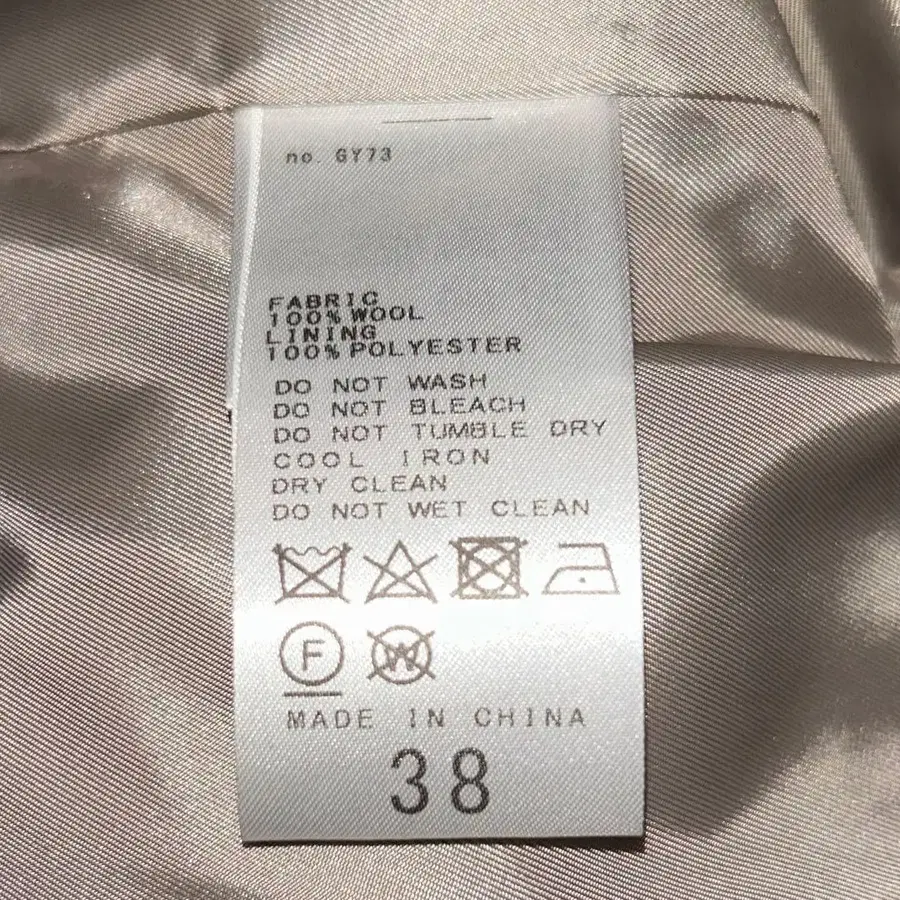 no. GY73
FABRIC
100% WOOL
LINING
100% POLYESTER
DO NOT WASH
DO NOT BLEACH
DO NOT TUMBLE DRY
COOL IRON
DRY CLEAN
DO NOT WET CLEAN
F W
MADE IN CHINA
38